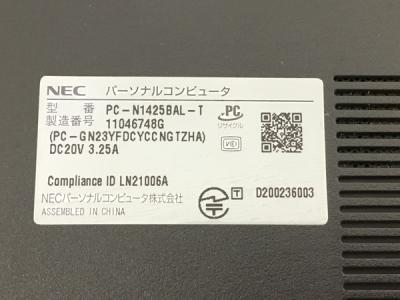 NEC パーソナルコンピュータ
型 番 PC-N1425BAL-T
製造番号 11046748G
(PC-GN23YFDCYCCNGTZHA)
DC20V 3.25A
PC
リサイクル
Compliance ID LN21006A
NECパーソナルコンピュータ株式会社
ASSEMBLED IN CHINA
T
D200236003